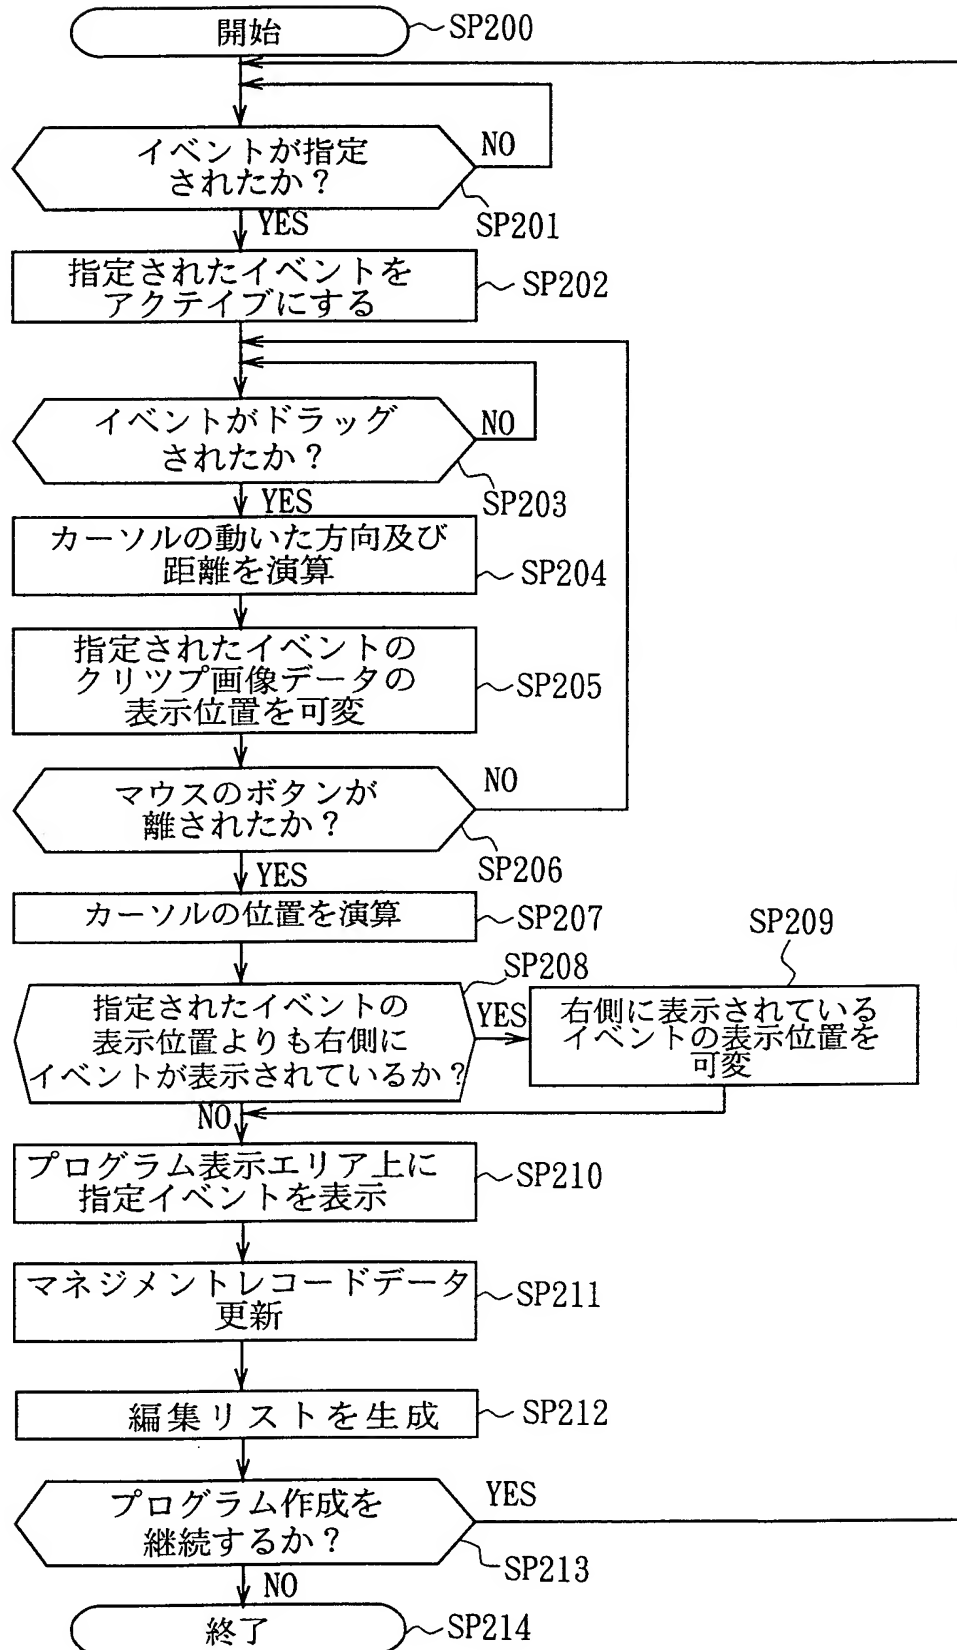 開始
SP200
イベントが指定
されたか？
NO
SP201
YES
指定されたイベントを
アクテイブにする
SP202
イベントがドラッグ
されたか？
NO
SP203
YES
カーソルの動いた方向及び
距離を演算
SP204
指定されたイベントの
クリツプ画像データの
表示位置を可変
SP205
マウスのボタンが
離されたか？
NO
SP206
YES
カーソルの位置を演算
SP207
SP208
指定されたイベントの
表示位置よりも右側に
イベントが表示されているか？
YES
SP209
右側に表示されている
イベントの表示位置を
可変
NO
プログラム表示エリア上に
指定イベントを表示
SP210
マネジメントレコードデータ
更新
SP211
編集リストを生成
SP212
プログラム作成を
継続するか？
YES
SP213
NO
終了
SP214